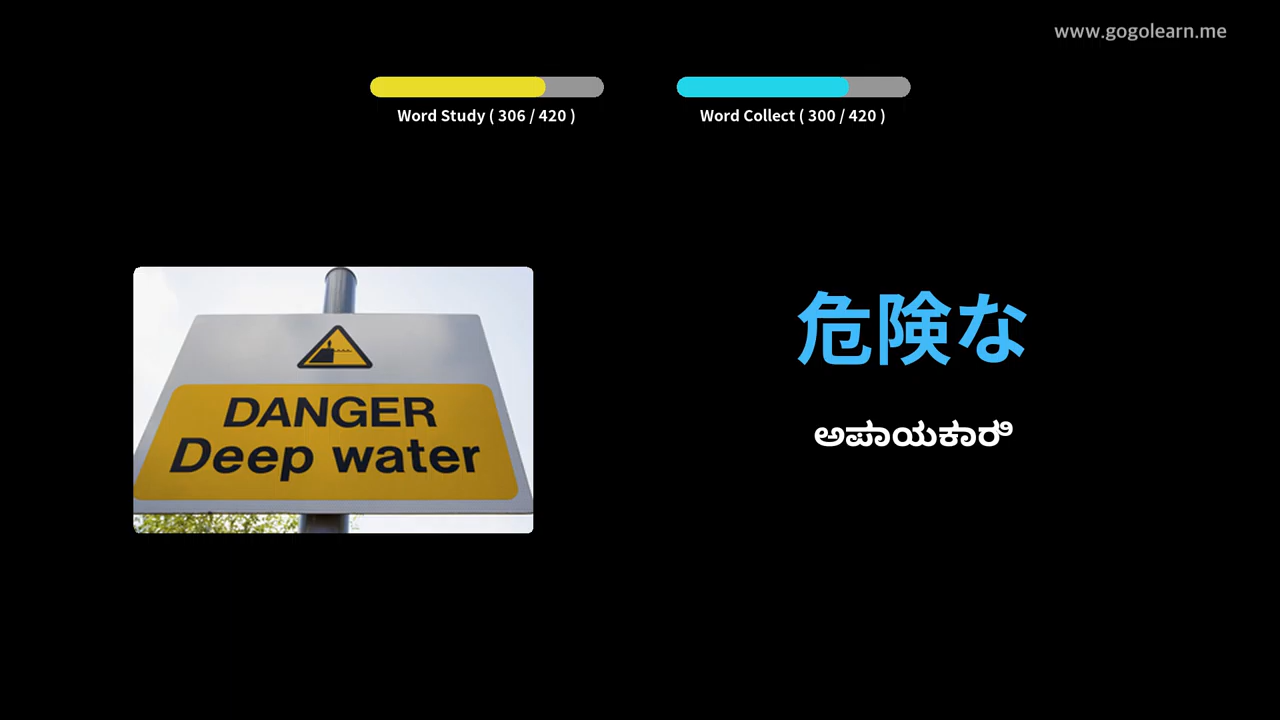 www.gogolearn.me
Word Study ( 306 / 420 )
Word Collect ( 300 / 420 )
DANGER
Deep water
危険な
ಅಪಾಯಕಾರಿ